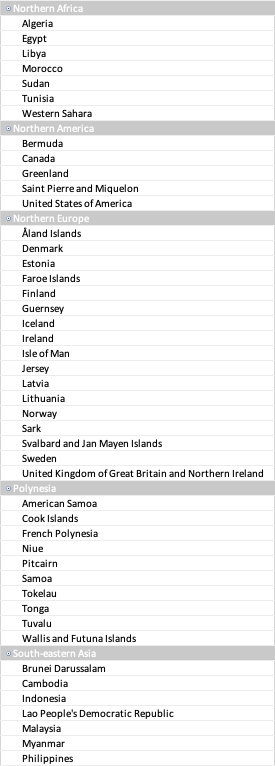 Northern Africa
Algeria
Egypt
Libya
Morocco
Sudan
Tunisia
Western Sahara
Northern America
Bermuda
Canada
Greenland
Saint Pierre and Miquelon
United States of America
Northern Europe
Åland Islands
Denmark
Estonia
Faroe Islands
Finland
Guernsey
Iceland
Ireland
Isle of Man
Jersey
Latvia
Lithuania
Norway
Sark
Svalbard and Jan Mayen Islands
Sweden
United Kingdom of Great Britain and Northern Ireland
Polynesia
American Samoa
Cook Islands
French Polynesia
Niue
Pitcairn
Samoa
Tokelau
Tonga
Tuvalu
Wallis and Futuna Islands
South-eastern Asia
Brunei Darussalam
Cambodia
Indonesia
Lao People's Democratic Republic
Malaysia
Myanmar
Philippines